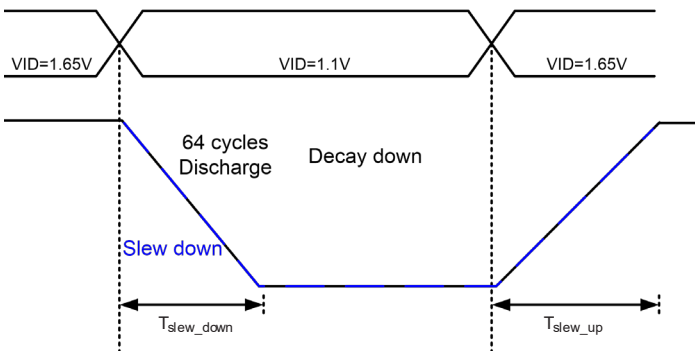 VID=1.65V
VID=1.1V
VID=1.65V
64 cycles
Discharge
Decay down
Slew down
Tslew_down
Tslew_up